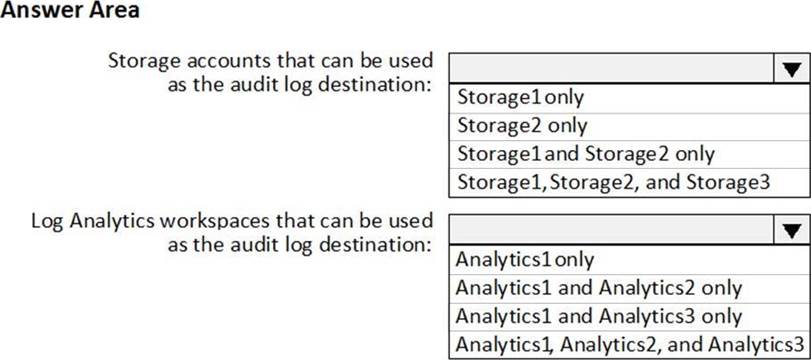 Answer Area
Storage accounts that can be used
as the audit log destination:
Storage1 only
Storage2 only
Storage1 and Storage2 only
Storage1, Storage2, and Storage3
Log Analytics workspaces that can be used
as the audit log destination:
Analytics1 only
Analytics1 and Analytics2 only
Analytics1 and Analytics3 only
Analytics1, Analytics2, and Analytics3